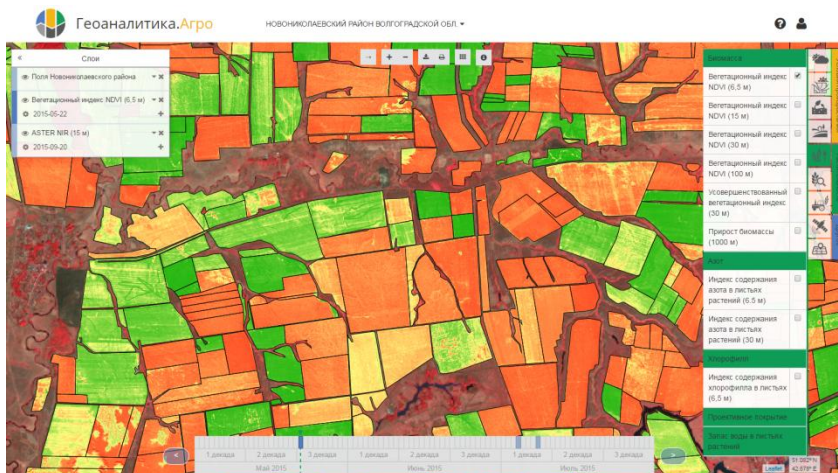 Геоаналитика.Агро
НОВОНИКОЛАЕВСКИЙ РАЙОН ВОЛГОГРАДСКОЙ ОБЛ.
Слои
Поля Новониколаевского района
Вегетационный индекс NDVI (6,5 м)
2015-05-22
ASTER NIR (15 м)
2015-09-20
Биомасса
Вегетационный индекс
NDVI (6,5 м)
Вегетационный индекс
NDVI (15 м)
Вегетационный индекс
NDVI (30 м)
Вегетационный индекс
NDVI (100 м)
Усовершенствованный
вегетационный индекс
(30 м)
Прирост биомассы
(1000 м)
Азот
Индекс содержания
азота в листьях
растений (6.5 м)
Индекс содержания
азота в листьях
растений (30 м)
Хлорофилл
Индекс содержания
хлорофилла в листьях
(6,5 м)
Проективное покрытие
Запас воды в листьях
растений
1 декада 2 декада 3 декада 1 декада 2 декада 3 декада 1 декада 2 декада 3 декада
Май 2015 Июнь 2015 Июль 2015
Leaflet